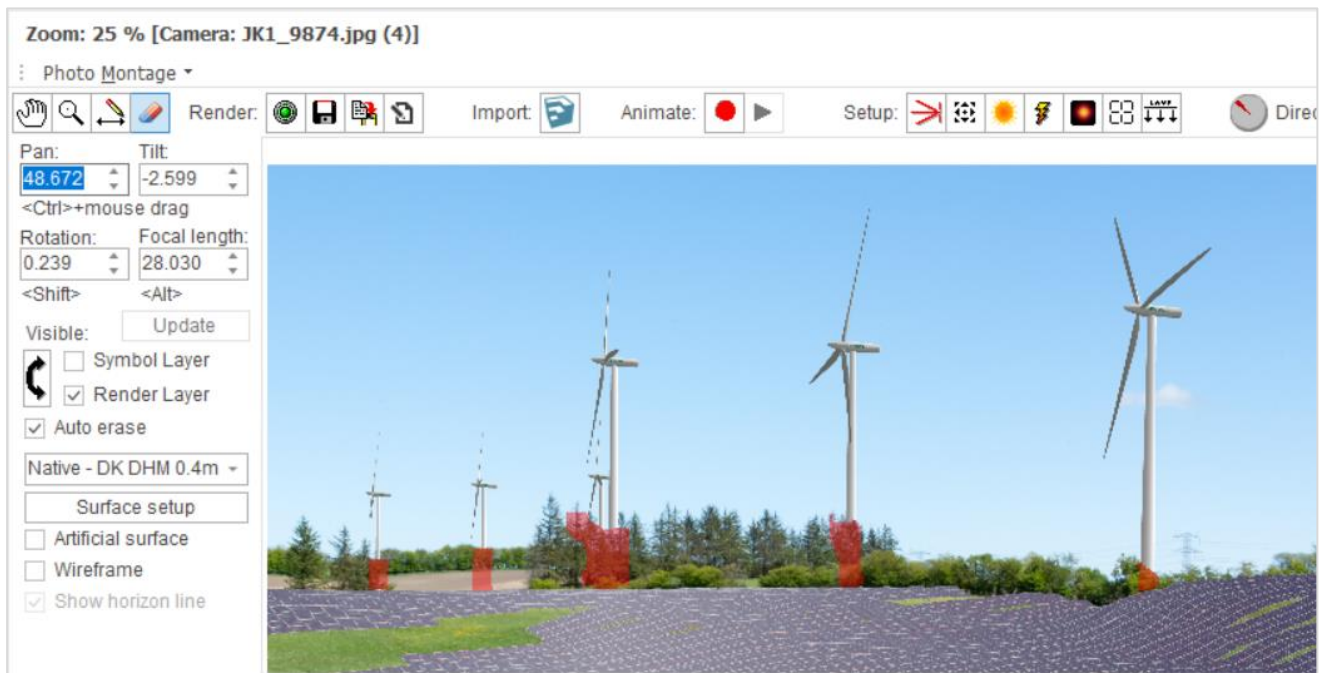 Zoom: 25 % [Camera: JK1_9874.jpg (4)]
Photo Montage
Render: Import: Animate: Setup: Direc
Pan: Tilt:
48.672 -2.599
<Ctrl>+mouse drag
Rotation: Focal length:
0.239 28.030
<Shift> <Alt>
Visible: Update
Symbol Layer
Render Layer
Auto erase
Native - DK DHM 0.4m
Surface setup
Artificial surface
Wireframe
Show horizon line